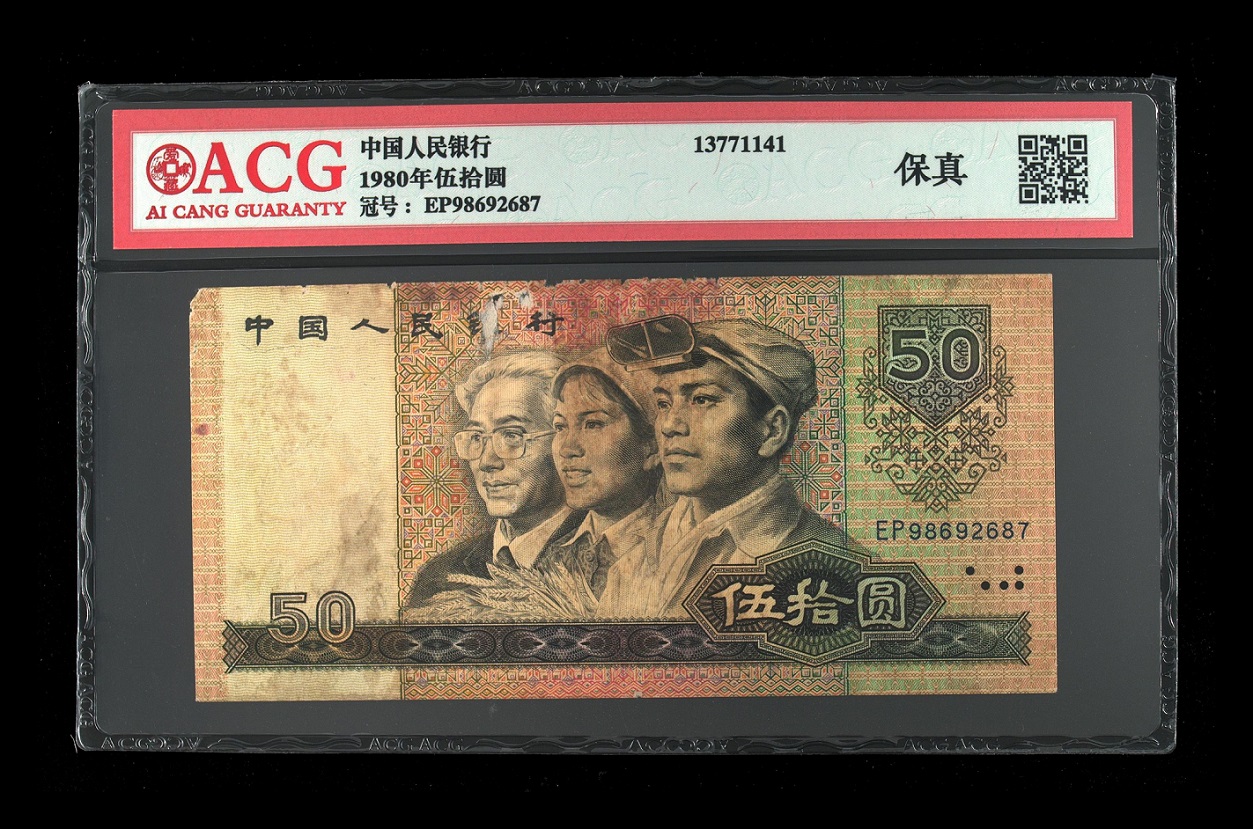 ACG
AI CANG GUARANTY
中国人民银行
1980年伍拾圆
冠号： EP98692687
13771141
保真
中国人民 行
50
EP98692687
伍拾圆
50